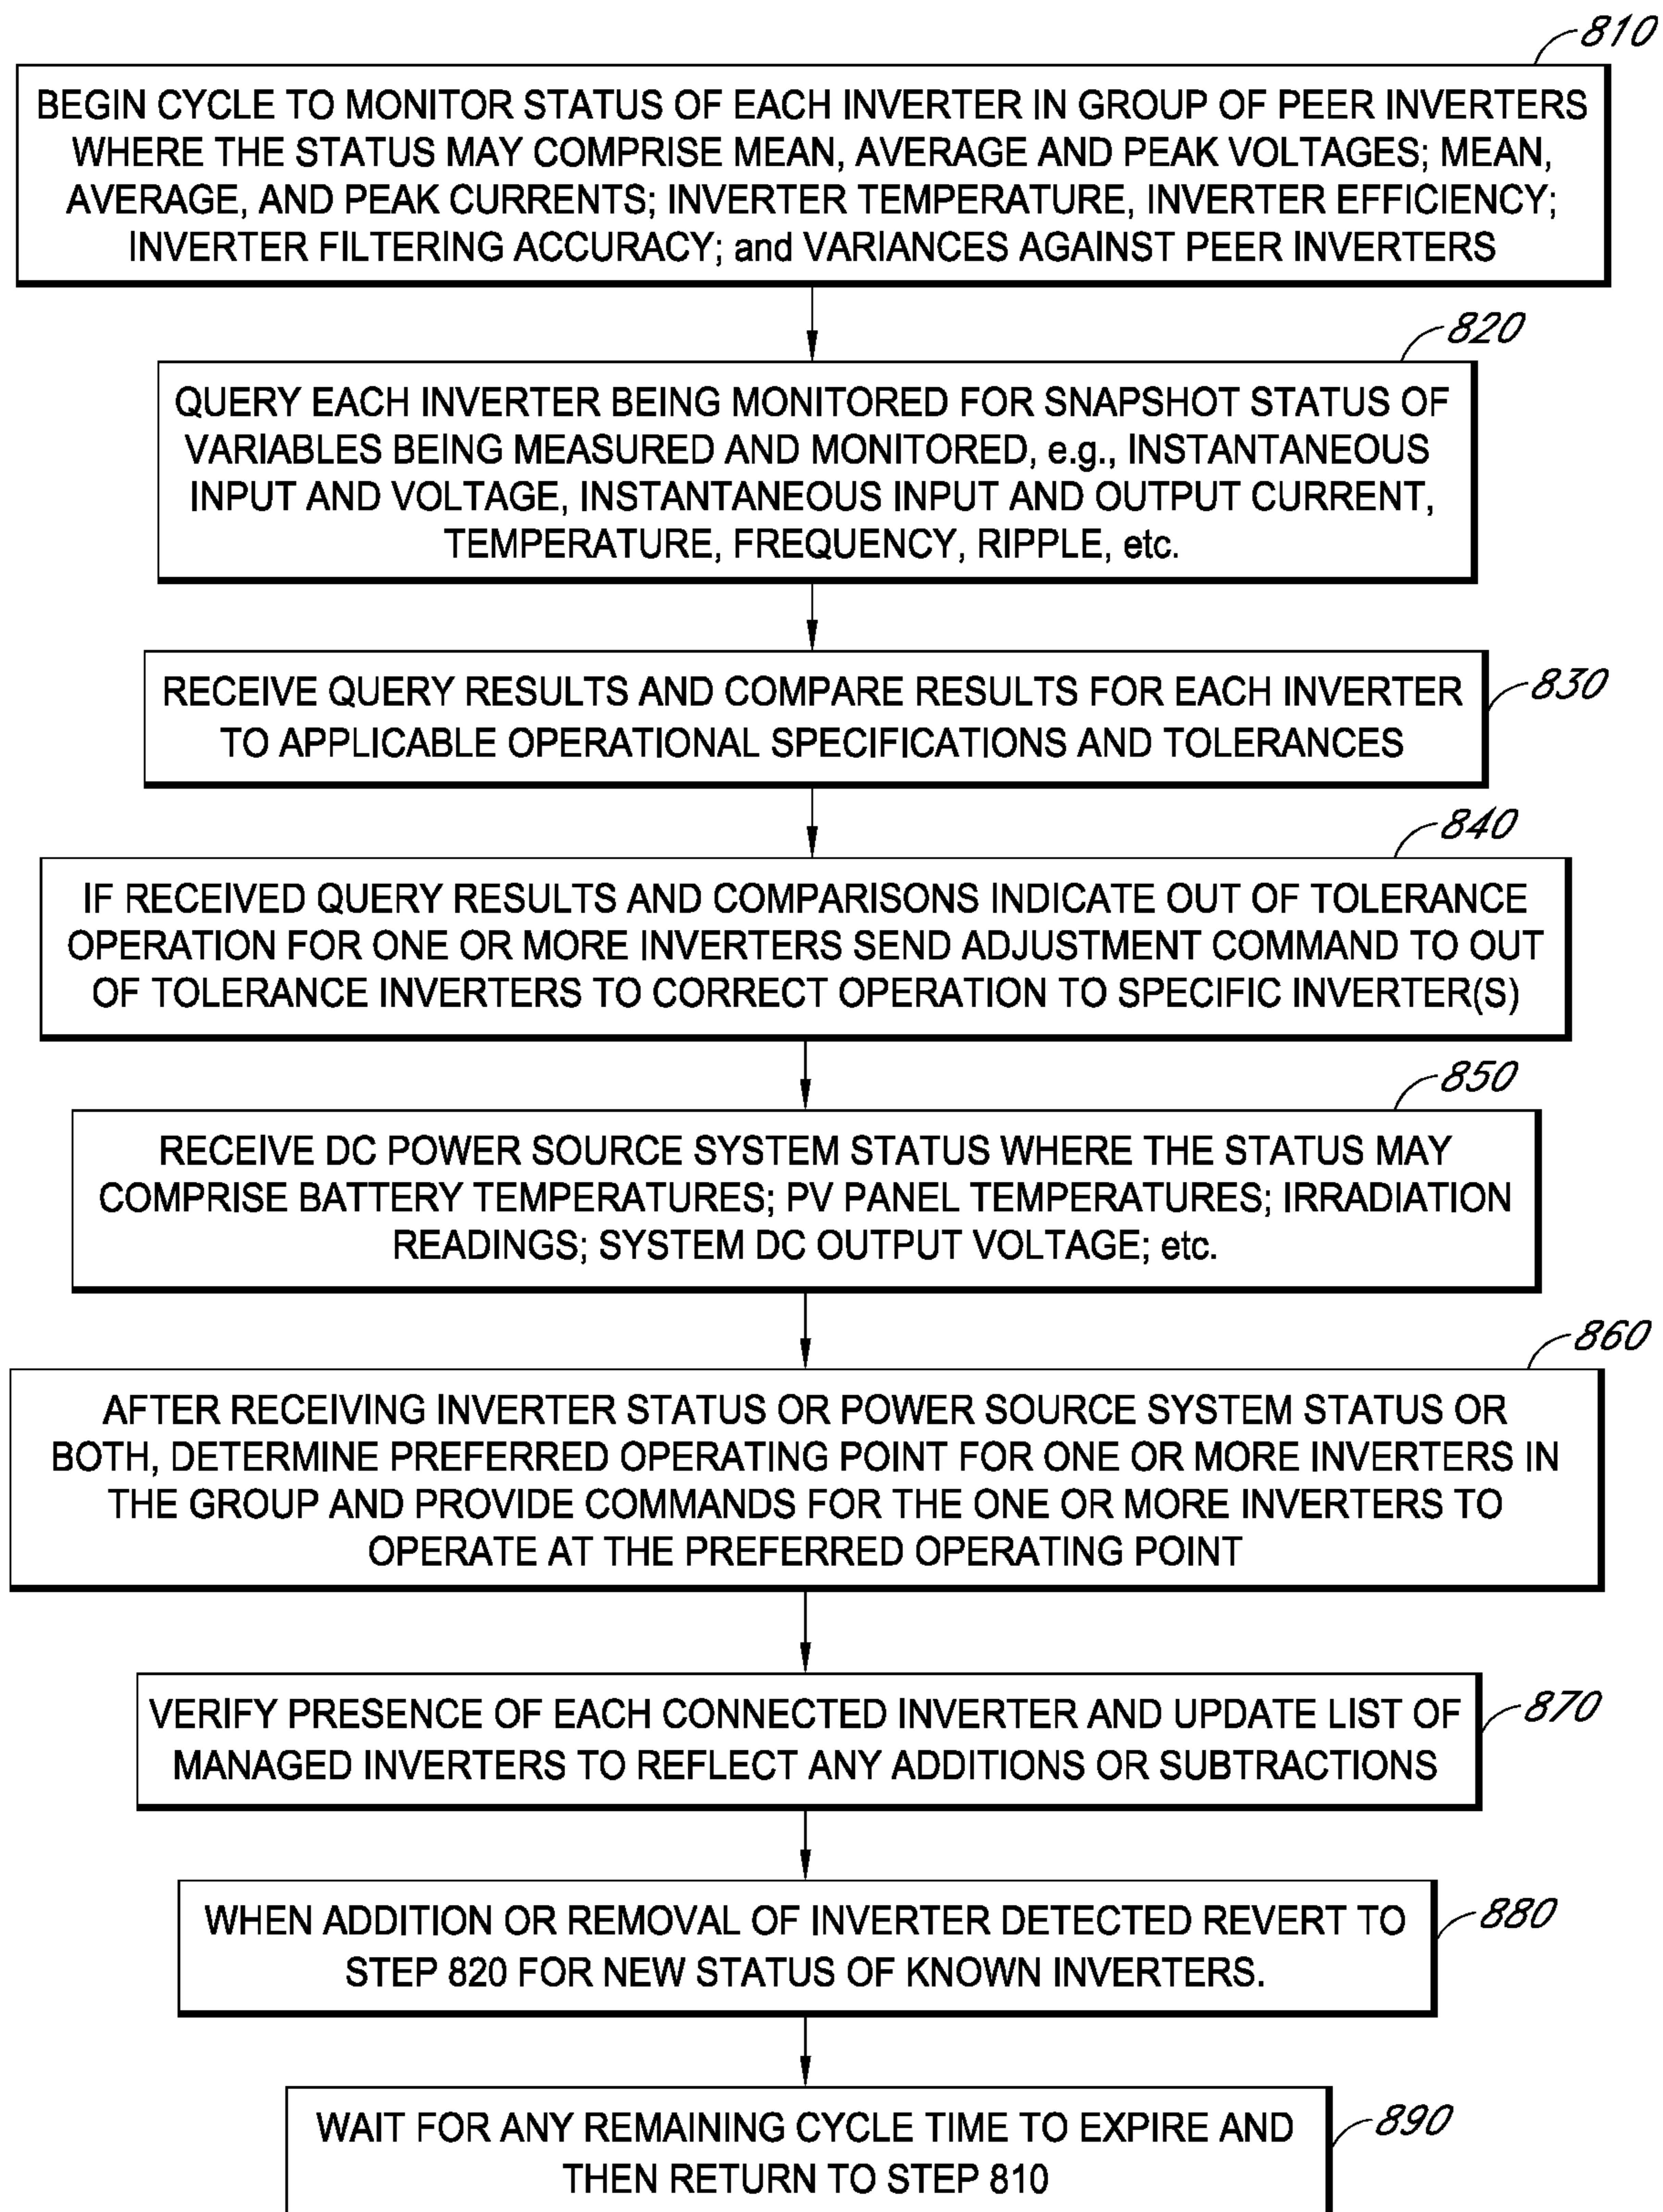 810
BEGIN CYCLE TO MONITOR STATUS OF EACH INVERTER IN GROUP OF PEER INVERTERS
WHERE THE STATUS MAY COMPRISE MEAN, AVERAGE AND PEAK VOLTAGES; MEAN,
AVERAGE, AND PEAK CURRENTS; INVERTER TEMPERATURE, INVERTER EFFICIENCY;
INVERTER FILTERING ACCURACY; and VARIANCES AGAINST PEER INVERTERS
820
QUERY EACH INVERTER BEING MONITORED FOR SNAPSHOT STATUS OF
VARIABLES BEING MEASURED AND MONITORED, e.g., INSTANTANEOUS
INPUT AND VOLTAGE, INSTANTANEOUS INPUT AND OUTPUT CURRENT,
TEMPERATURE, FREQUENCY, RIPPLE, etc.
830
RECEIVE QUERY RESULTS AND COMPARE RESULTS FOR EACH INVERTER
TO APPLICABLE OPERATIONAL SPECIFICATIONS AND TOLERANCES
840
IF RECEIVED QUERY RESULTS AND COMPARISONS INDICATE OUT OF TOLERANCE
OPERATION FOR ONE OR MORE INVERTERS SEND ADJUSTMENT COMMAND TO OUT
OF TOLERANCE INVERTERS TO CORRECT OPERATION TO SPECIFIC INVERTER(S)
850
RECEIVE DC POWER SOURCE SYSTEM STATUS WHERE THE STATUS MAY
COMPRISE BATTERY TEMPERATURES; PV PANEL TEMPERATURES; IRRADIATION
READINGS; SYSTEM DC OUTPUT VOLTAGE; etc.
860
AFTER RECEIVING INVERTER STATUS OR POWER SOURCE SYSTEM STATUS OR
BOTH, DETERMINE PREFERRED OPERATING POINT FOR ONE OR MORE INVERTERS IN
THE GROUP AND PROVIDE COMMANDS FOR THE ONE OR MORE INVERTERS TO
OPERATE AT THE PREFERRED OPERATING POINT
870
VERIFY PRESENCE OF EACH CONNECTED INVERTER AND UPDATE LIST OF
MANAGED INVERTERS TO REFLECT ANY ADDITIONS OR SUBTRACTIONS
880
WHEN ADDITION OR REMOVAL OF INVERTER DETECTED REVERT TO
STEP 820 FOR NEW STATUS OF KNOWN INVERTERS.
890
WAIT FOR ANY REMAINING CYCLE TIME TO EXPIRE AND
THEN RETURN TO STEP 810